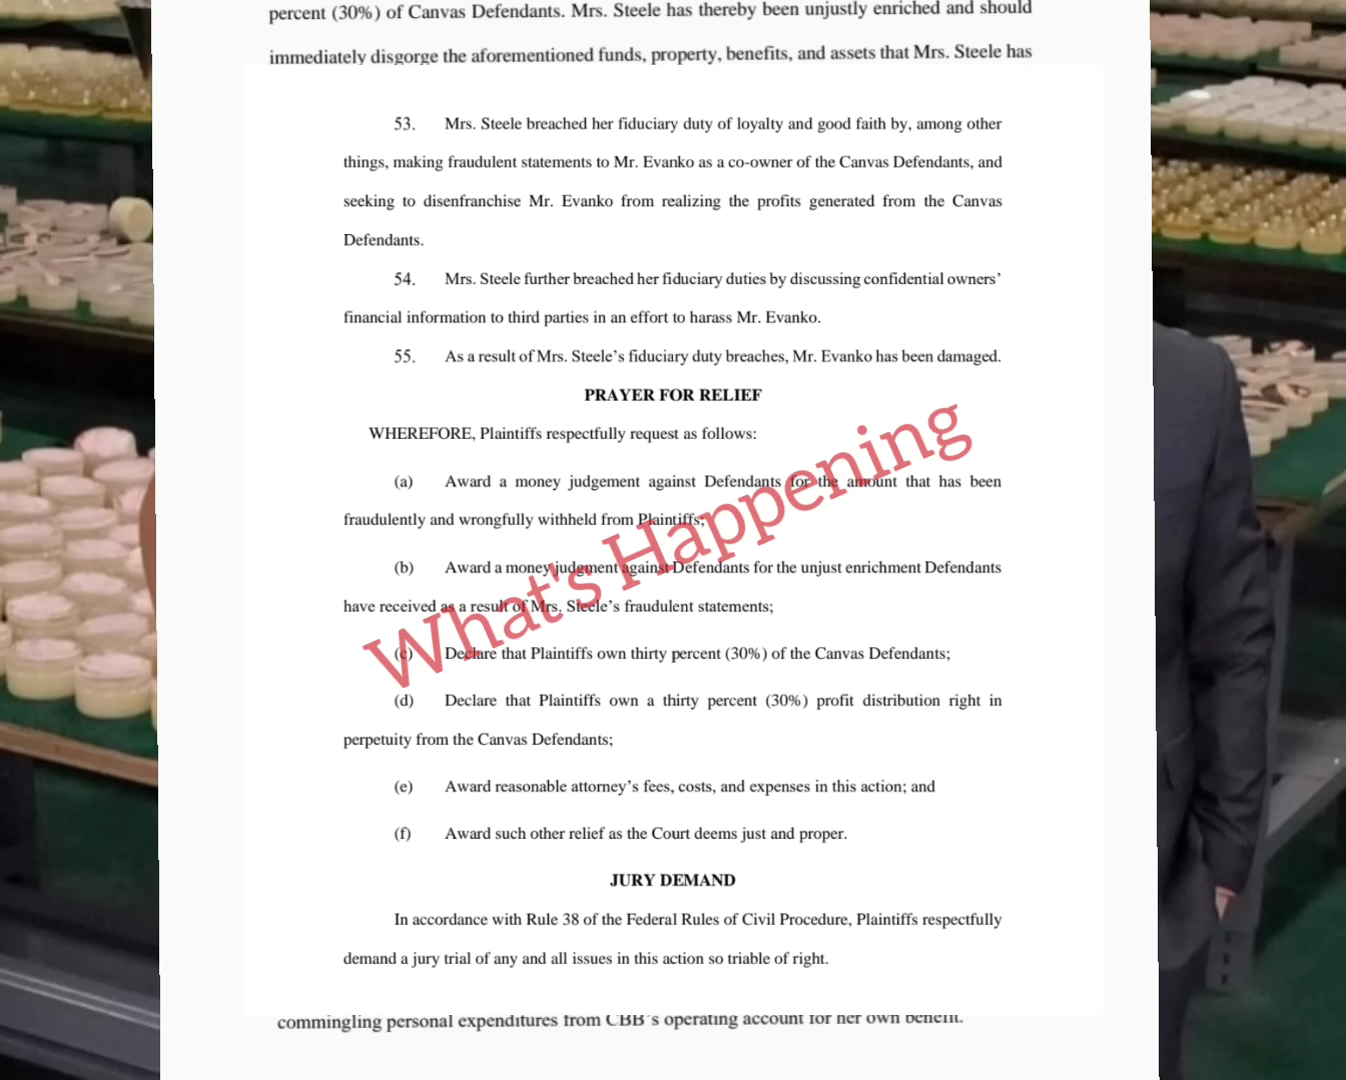 percent (30%) of Canvas Defendants. Mrs. Steele has thereby been unjustly enriched and should
immediately disgorge the aforementioned funds, property, benefits, and assets that Mrs. Steele has
53. Mrs. Steele breached her fiduciary duty of loyalty and good faith by, among other
things, making fraudulent statements to Mr. Evanko as a co-owner of the Canvas Defendants, and
seeking to disenfranchise Mr. Evanko from realizing the profits generated from the Canvas
Defendants.
54. Mrs. Steele further breached her fiduciary duties by discussing confidential owners’
financial information to third parties in an effort to harass Mr. Evanko.
55. As a result of Mrs. Steele’s fiduciary duty breaches, Mr. Evanko has been damaged.
PRAYER FOR RELIEF
WHEREFORE, Plaintiffs respectfully request as follows:
(a) Award a money judgement against Defendants for the amount that has been
fraudulently and wrongfully withheld from Plaintiffs;
(b) Award a money judgment against Defendants for the unjust enrichment Defendants
have received as a result of Mrs. Steele’s fraudulent statements;
(c) Declare that Plaintiffs own thirty percent (30%) of the Canvas Defendants;
(d) Declare that Plaintiffs own a thirty percent (30%) profit distribution right in
perpetuity from the Canvas Defendants;
(e) Award reasonable attorney’s fees, costs, and expenses in this action; and
(f) Award such other relief as the Court deems just and proper.
JURY DEMAND
In accordance with Rule 38 of the Federal Rules of Civil Procedure, Plaintiffs respectfully
demand a jury trial of any and all issues in this action so triable of right.
commingling personal expenditures from CBB’s operating account for her own benefit.
What's Happening